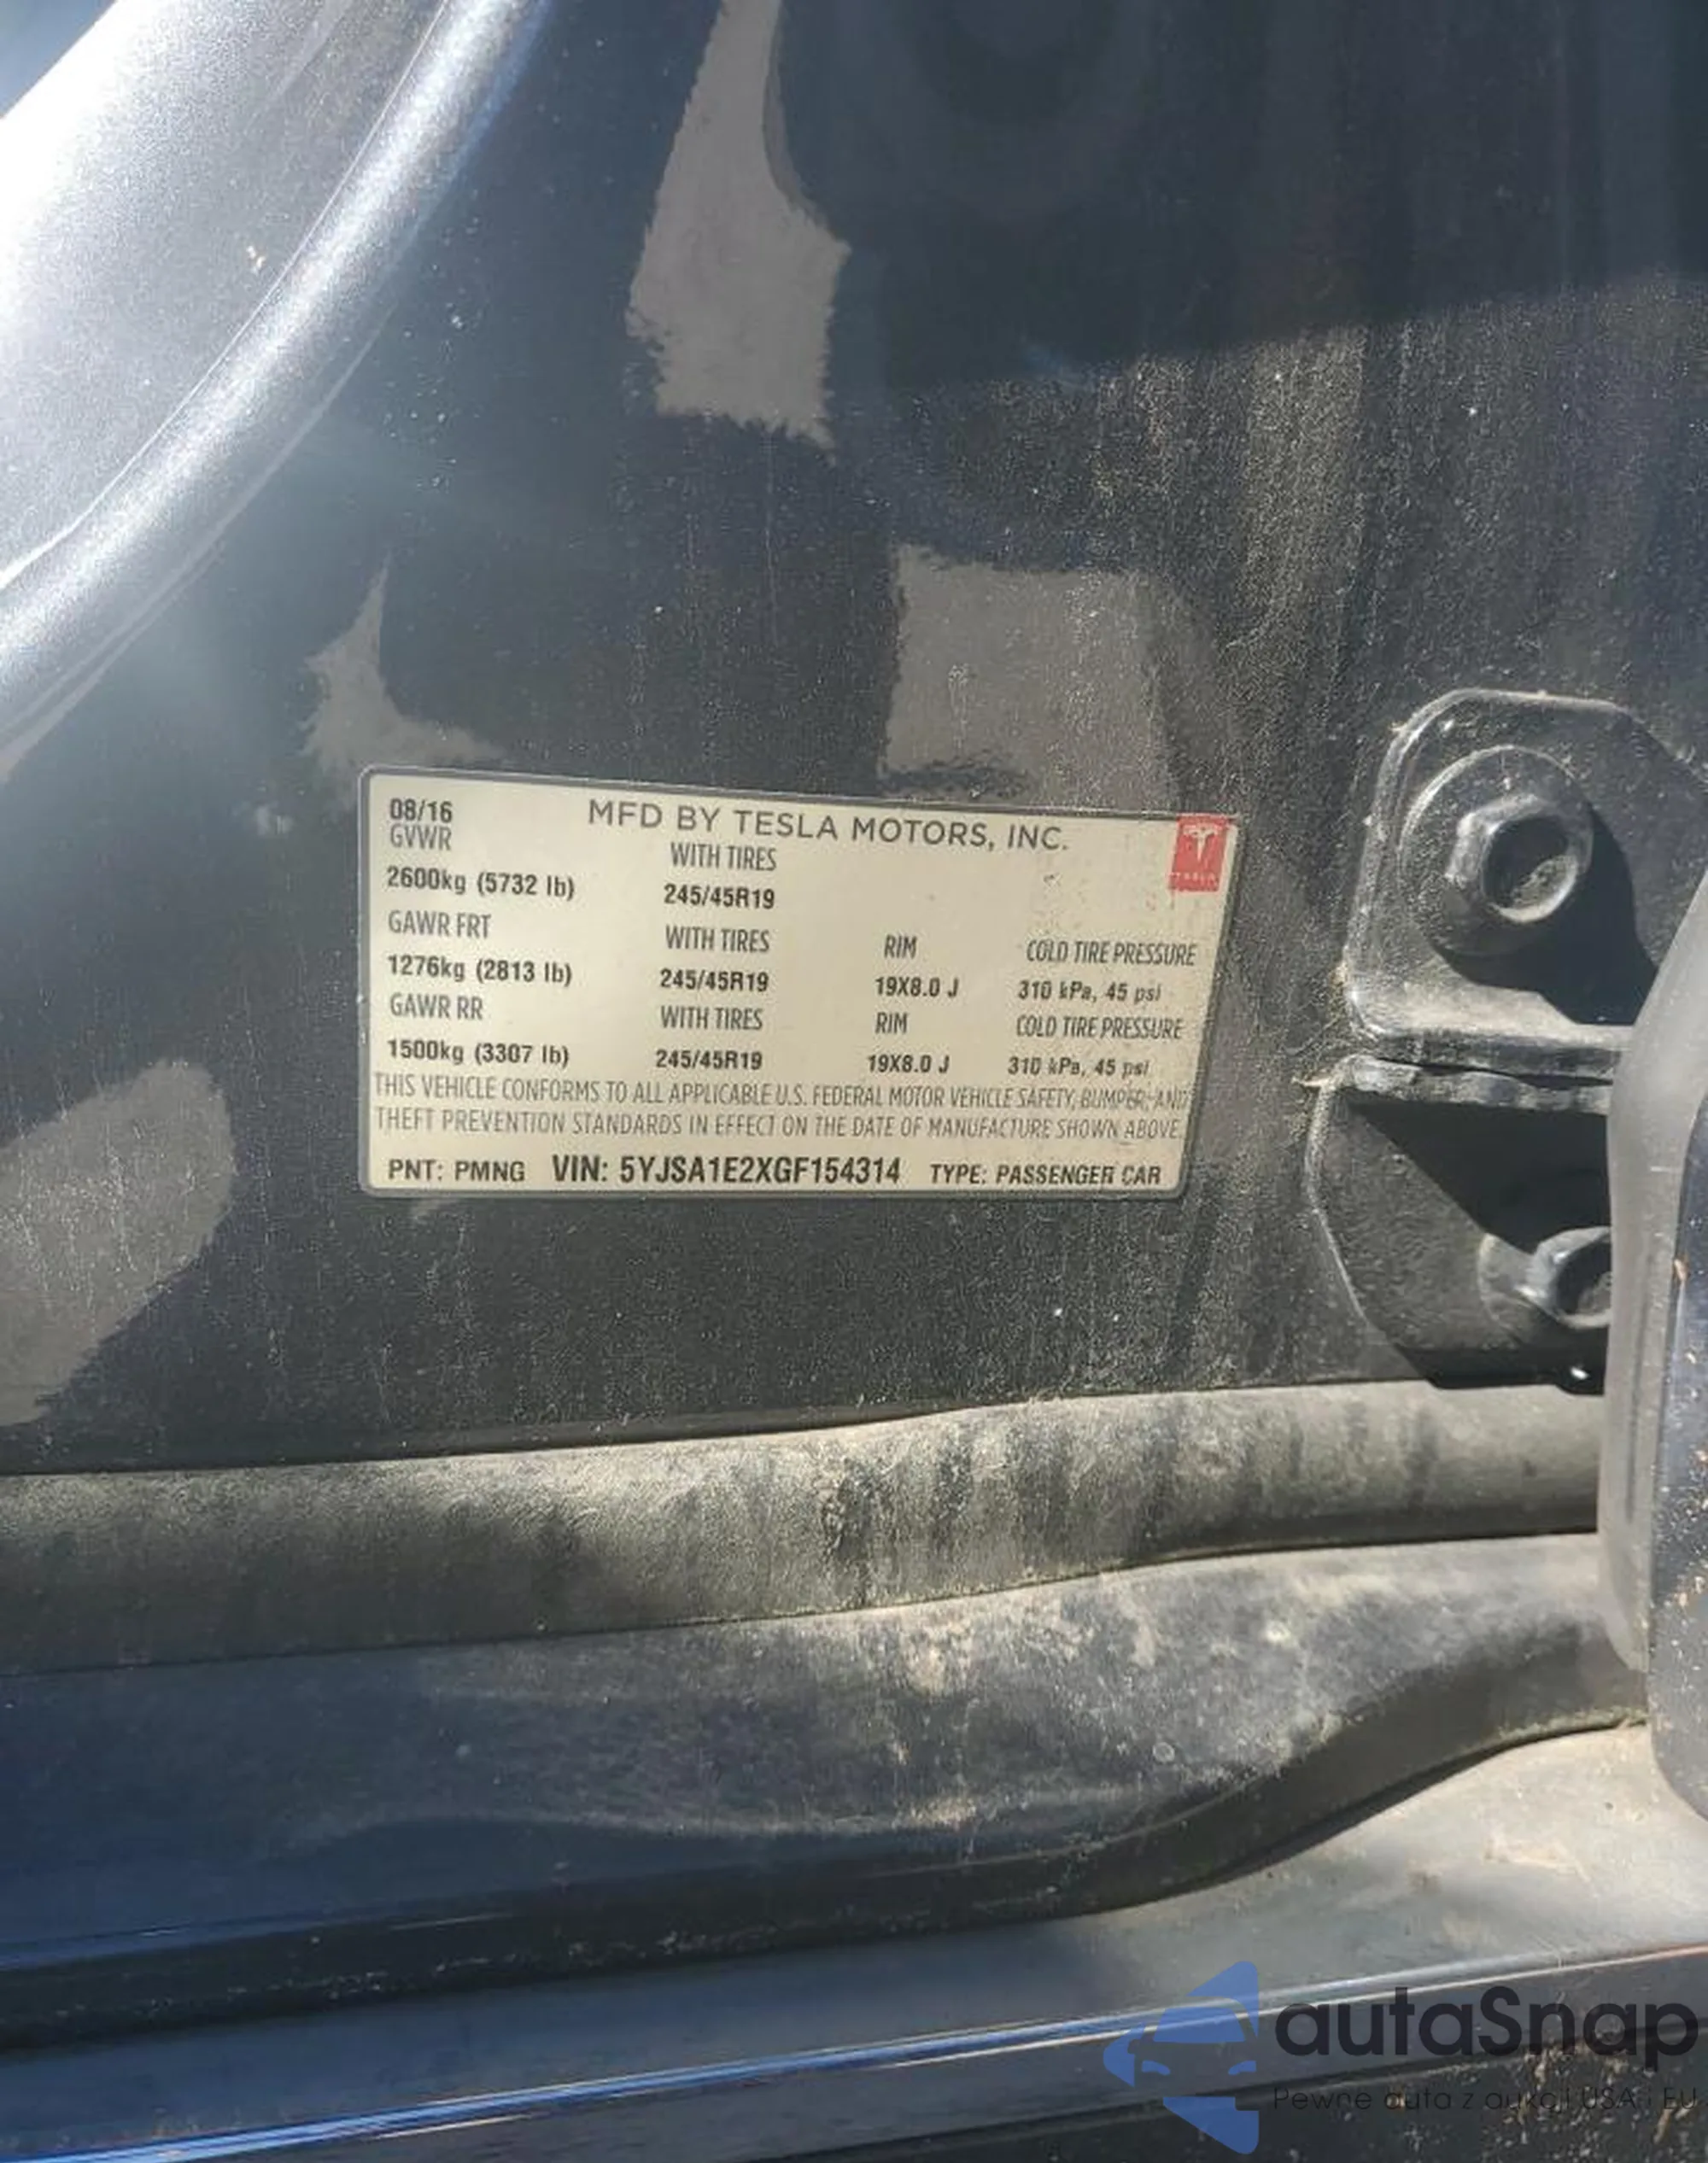 08/16 MFD BY TESLA MOTORS, INC.
GVWR WITH TIRES
2600kg (5732 lb) 245/45R19
TESLA
GAWR FRT WITH TIRES RIM COLD TIRE PRESSURE
1276kg (2813 lb) 245/45R19 19X8.0 J 310 kPa, 45 psi
GAWR RR WITH TIRES RIM COLD TIRE PRESSURE
1500kg (3307 lb) 245/45R19 19X8.0 J 310 kPa, 45 psi
THIS VEHICLE CONFORMS TO ALL APPLICABLE U.S. FEDERAL MOTOR VEHICLE SAFETY, BUMPER, AND
THEFT PREVENTION STANDARDS IN EFFECT ON THE DATE OF MANUFACTURE SHOWN ABOVE.
PNT: PMNG VIN: 5YJSA1E2XGF154314 TYPE: PASSENGER CAR
autaSnap
Pewne auta z aukcji USA i EU